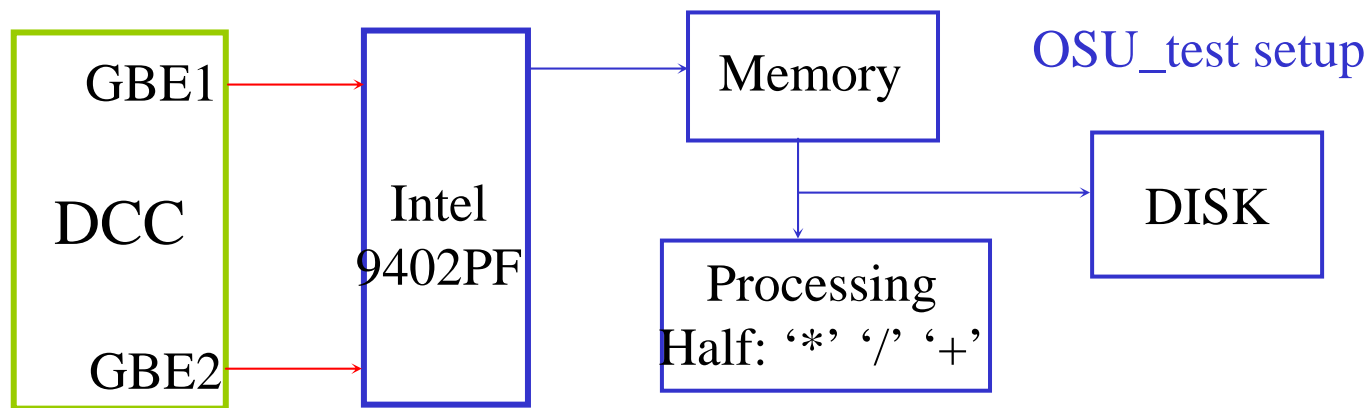 GBE1
DCC
GBE2
Intel
9402PF
Memory
Processing
Half: ‘*’ ‘/’ ‘+’
OSU_test setup
DISK